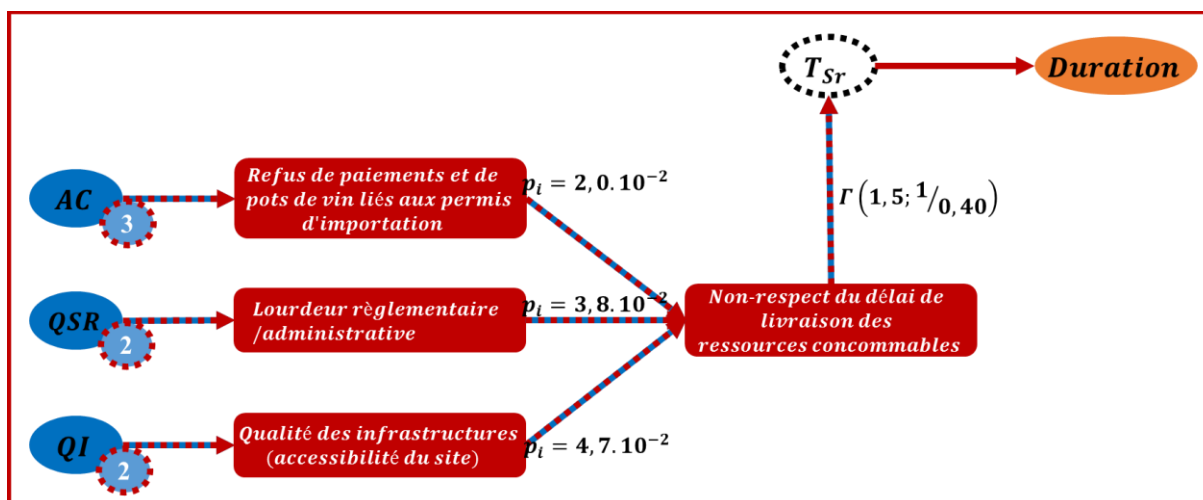 T_Sr
Duration
AC
3
Refus de paiements et de
pots de vin liés aux permis
d'importation
p_i = 2,0.10^-2
Γ(1,5; 1/0,40)
QSR
2
Lourdeur règlementaire
/administrative
p_i = 3,8.10^-2
Non-respect du délai de
livraison des
ressources concommables
QI
2
Qualité des infrastructures
(accessibilité du site)
p_i = 4,7.10^-2